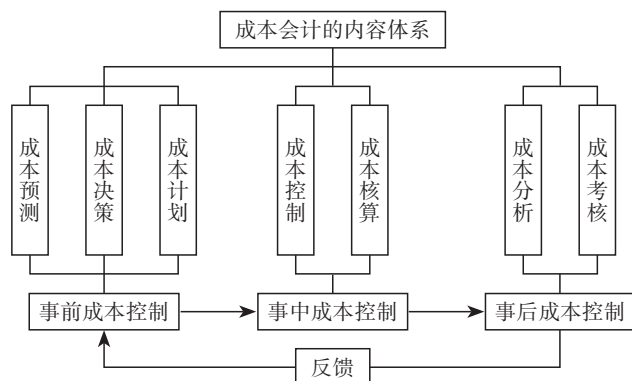 成本会计的内容体系
成本预测
成本决策
成本计划
成本控制
成本核算
成本分析
成本考核
事前成本控制
事中成本控制
事后成本控制
反馈